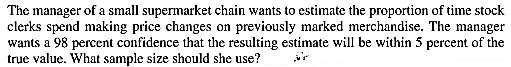 The manager of a small supermarket chain wants to estimate the proportion of time stock
clerks spend making price changes on previously marked merchandise. The manager
wants a 98 percent confidence that the resulting estimate will be within 5 percent of the
true value. What sample size should she use?